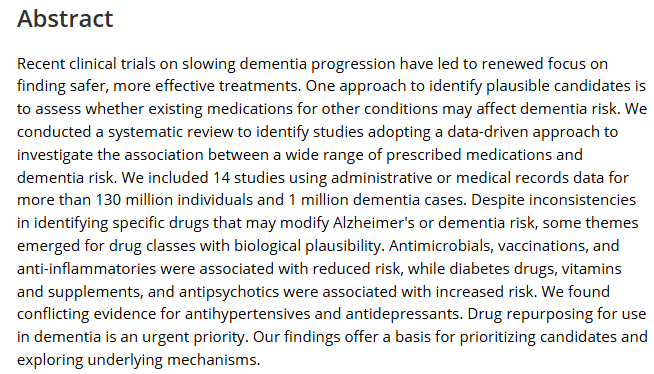 Abstract
Recent clinical trials on slowing dementia progression have led to renewed focus on
finding safer, more effective treatments. One approach to identify plausible candidates is
to assess whether existing medications for other conditions may affect dementia risk. We
conducted a systematic review to identify studies adopting a data-driven approach to
investigate the association between a wide range of prescribed medications and
dementia risk. We included 14 studies using administrative or medical records data for
more than 130 million individuals and 1 million dementia cases. Despite inconsistencies
in identifying specific drugs that may modify Alzheimer's or dementia risk, some themes
emerged for drug classes with biological plausibility. Antimicrobials, vaccinations, and
anti-inflammatories were associated with reduced risk, while diabetes drugs, vitamins
and supplements, and antipsychotics were associated with increased risk. We found
conflicting evidence for antihypertensives and antidepressants. Drug repurposing for use
in dementia is an urgent priority. Our findings offer a basis for prioritizing candidates and
exploring underlying mechanisms.